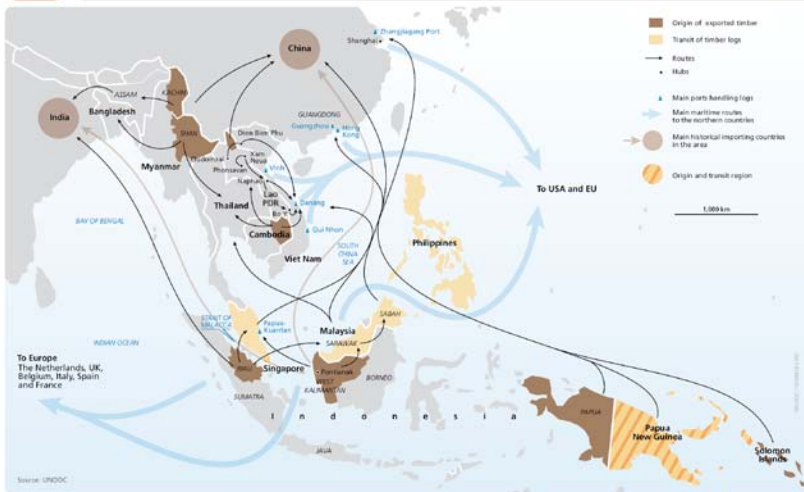 Zhangjiagang Port
Shanghai
China
Origin of exported timber
Transit of timber logs
Routes
Hubs
Main ports handling logs
Main maritime routes
to the northern countries
Main historical importing countries
in the area
Origin and transit region
1,000 km
ASSAM
KACHIN
India
Bangladesh
SHAN
Myanmar
GUANGDONG
Guangzhou
Hong
Kong
Dien Bien Phu
Oudomxai
Xam
Neua
Phonsavan
Vinh
Naphao
Lao
PDR
Thailand
Danang
Bo Y
Cambodia
Qui Nhon
Viet Nam
To USA and EU
BAY OF BENGAL
SOUTH
CHINA
SEA
Philippines
STRAIT OF
MALACCA
Kuantan
Malaysia
SABAH
SARAWAK
INDIAN OCEAN
To Europe
The Netherlands, UK,
Belgium, Italy, Spain
and France
RIAU
Singapore
Pontianak
WEST
KALIMANTAN
BORNEO
SUMATRA
Indonesia
JAVA
PAPUA
Papua
New Guinea
Solomon
Islands
Source: UNODC